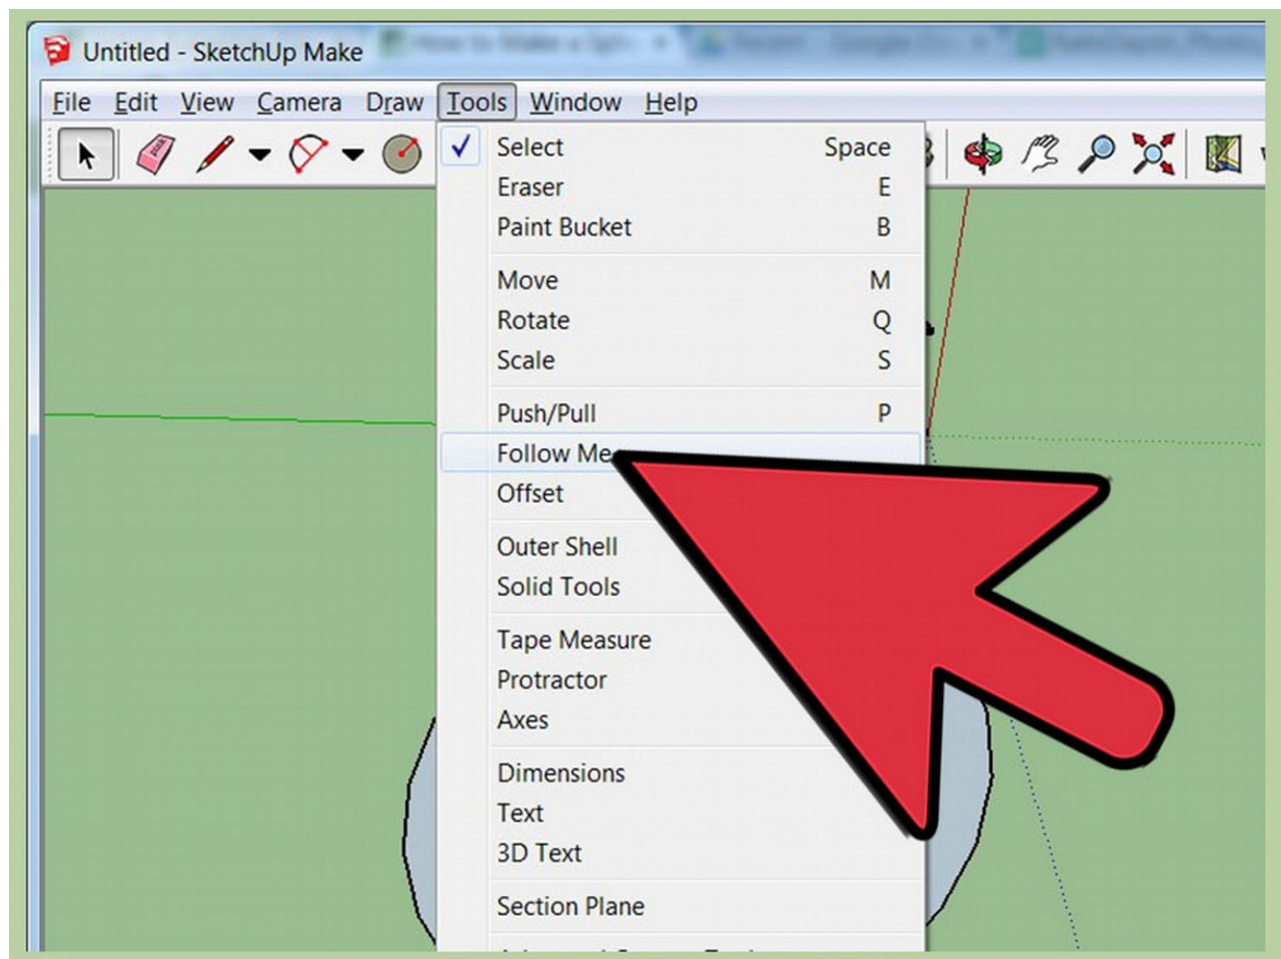 Untitled - SketchUp Make
File Edit View Camera Draw Tools Window Help
Select Space
Eraser E
Paint Bucket B
Move M
Rotate Q
Scale S
Push/Pull P
Follow Me
Offset
Outer Shell
Solid Tools
Tape Measure
Protractor
Axes
Dimensions
Text
3D Text
Section Plane